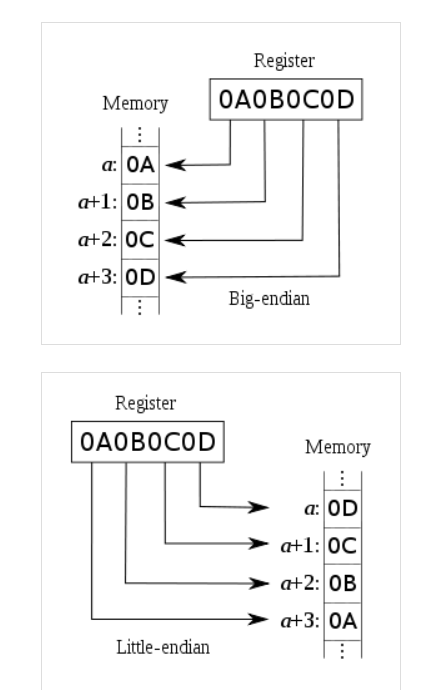 Register
0A0B0C0D
Memory
⋮
a: 0A
a+1: 0B
a+2: 0C
a+3: 0D
⋮
Big-endian
Register
0A0B0C0D
Memory
⋮
a: 0D
a+1: 0C
a+2: 0B
a+3: 0A
⋮
Little-endian